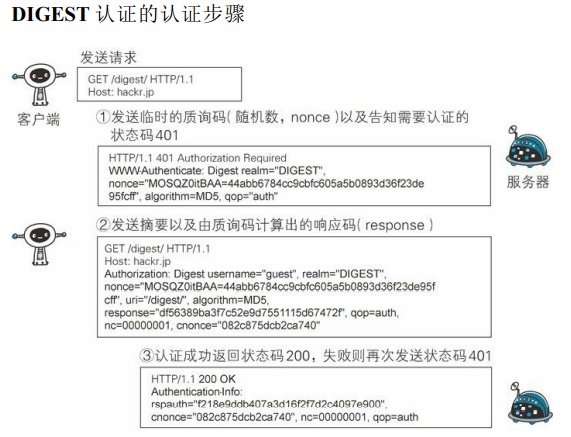 DIGEST 认证的认证步骤
发送请求
GET /digest/ HTTP/1.1
Host: hackr.jp
客户端
①发送临时的质询码(随机数，nonce)以及告知需要认证的
状态码401
HTTP/1.1 401 Authorization Required
WWW-Authenticate: Digest realm="DIGEST",
nonce="MOSQZ0itBAA=44abb6784cc9cbfc605a5b0893d36f23de
95fcff", algorithm=MD5, qop="auth"
服务器
②发送摘要以及由质询码计算出的响应码(response)
GET /digest/ HTTP/1.1
Host: hackr.jp
Authorization: Digest username="guest", realm="DIGEST",
nonce="MOSQZ0itBAA=44abb6784cc9cbfc605a5b0893d36f23de95f
cff", uri="/digest/", algorithm=MD5,
response="df56389ba3f7c52e9d7551115d67472f", qop=auth,
nc=00000001, cnonce="082c875dcb2ca740"
③认证成功返回状态码200，失败则再次发送状态码401
HTTP/1.1 200 OK
Authentication-Info:
rspauth="f218e9ddb407a3d16f2f7d2c4097e900",
cnonce="082c875dcb2ca740", nc=00000001, qop=auth